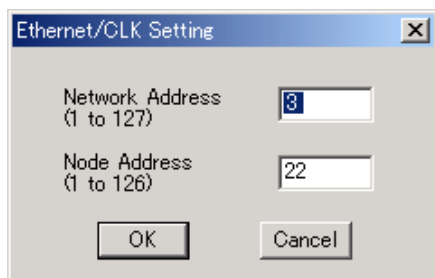 Ethernet/CLK Setting
Network Address
(1 to 127)
3
Node Address
(1 to 126)
22
OK
Cancel